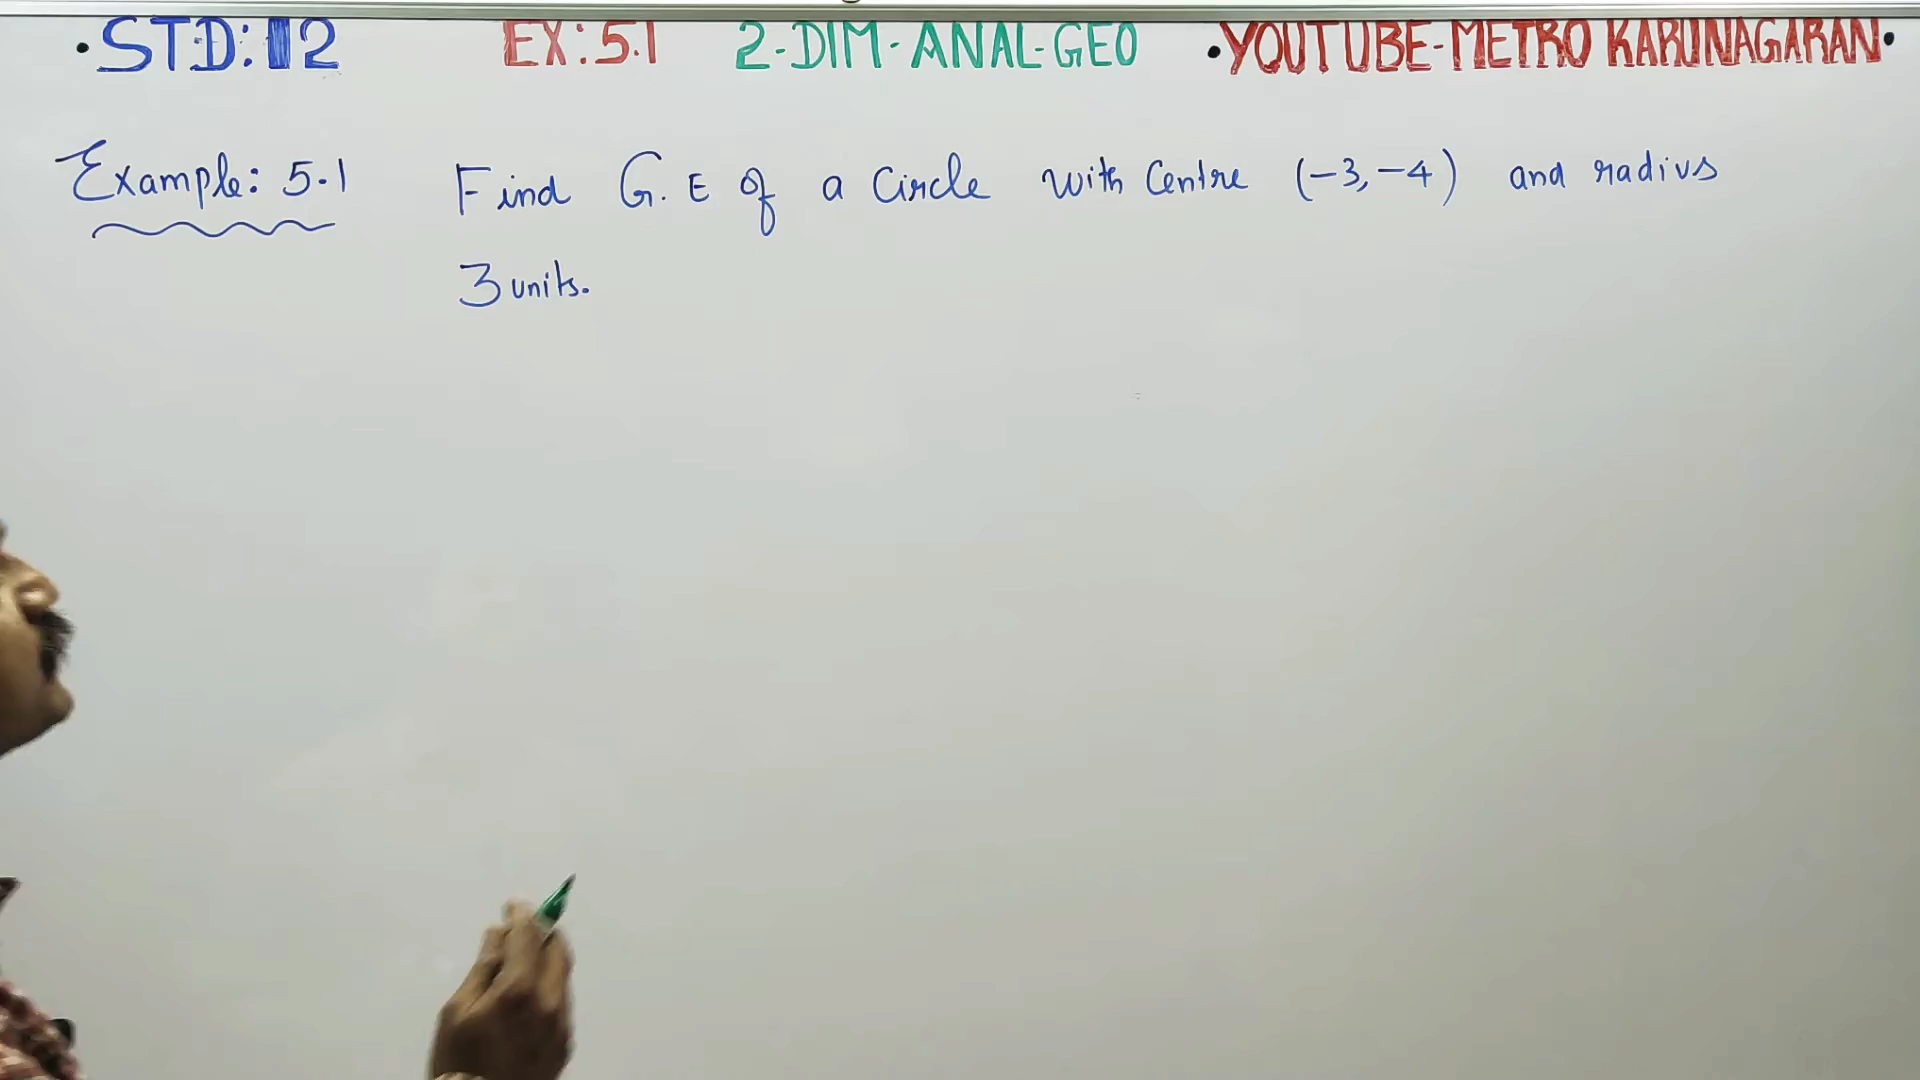 •STD: 12 EX: 5.1 2-DIM-ANAL-GEO •YOUTUBE-METRO KARUNAGARAN•
Example: 5.1 Find G.E of a Circle with Centre (-3,-4) and radius
3 units.